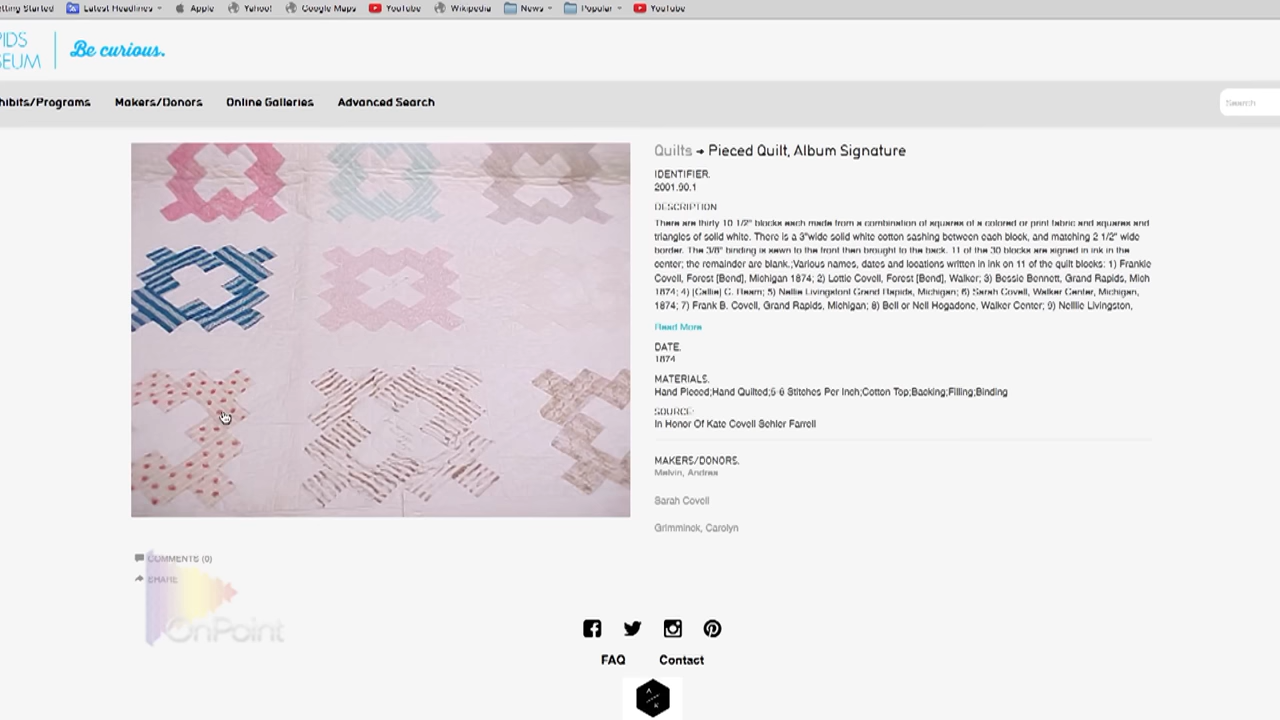 tting Started Latest Headlines Apple Yahoo! Google Maps YouTube Wikipedia News Popular YouTube
PIDS
SEUM
Be curious.
hibits/Programs Makers/Donors Online Galleries Advanced Search
Search
Quilts → Pieced Quilt, Album Signature
IDENTIFIER:
2001.90.1
DESCRIPTION
There are thirty 10 1/2" blocks each made from a combination of squares of a colored or print fabric and squares and
triangles of solid white. There is a 3"wide solid white cotton sashing between each block, and matching 2 1/2" wide
border. The 3/8" binding is sewn to the front then brought to the back. 11 of the 30 blocks are signed in ink in the
center; the remainder are blank.;Various names, dates and locations written in ink on 11 of the quilt blocks: 1) Frankie
Covell, Forest [Bend], Michigan 1874; 2) Lottie Covell, Forest [Bend], Walker; 3) Bessie Bennett, Grand Rapids, Mich
1874; 4) [Callie] C. 5) Nellie Livingston! Grand Rapids, Michigan; 6) Sarah Covell, Walker Center, Michigan,
1874; 7) Frank B. Covell, Grand Rapids, Michigan; 8) Bell or Nell Hogadone, Walker Center; 9) Nelllie Livingston,
Read More
DATE:
1874
MATERIALS:
Hand Pieced;Hand Quilted;5-6 Stitches Per Inch;Cotton Top;Backing;Filling;Binding
SOURCE:
In Honor Of Kate Covell Sehler Farrell
MAKERS/DONORS:
Melvin, Andrea
Sarah Covell
Grimminck, Carolyn
COMMENTS (0)
SHARE
OnPoint
FAQ Contact